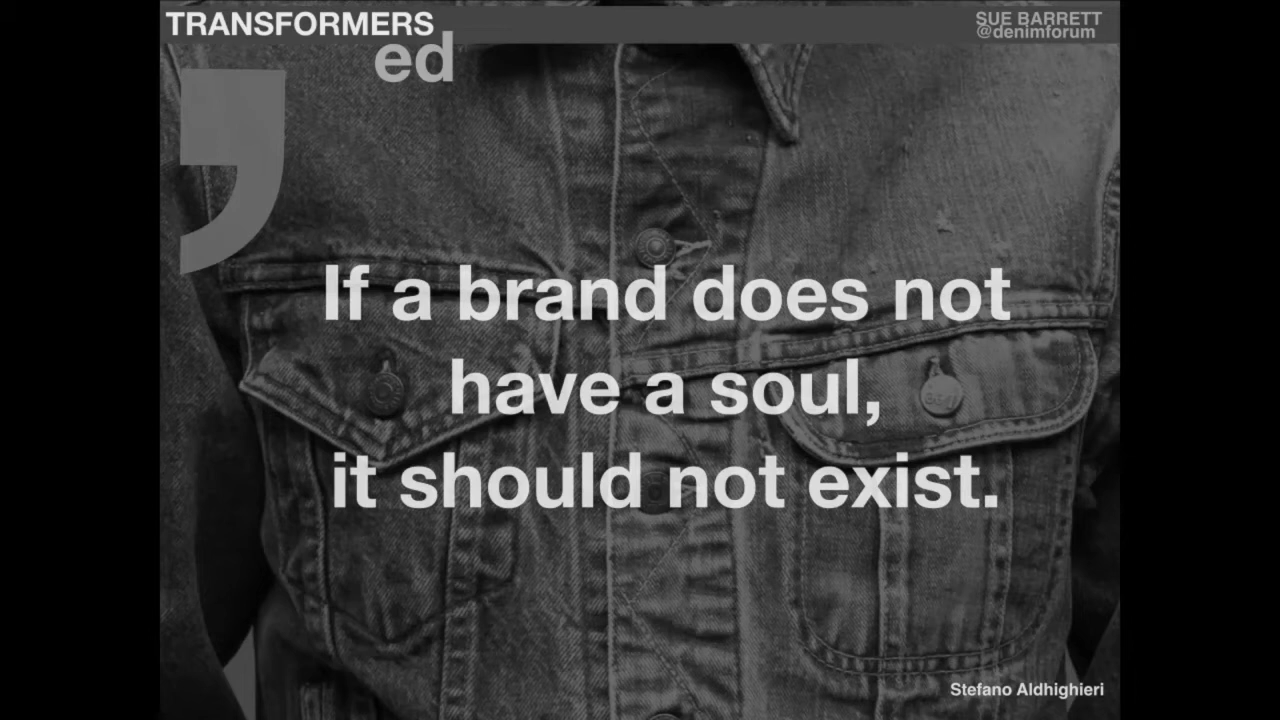 TRANSFORMERS
ed
SUE BARRETT
@denimforum
,
If a brand does not
have a soul,
it should not exist.
Stefano Aldhighieri